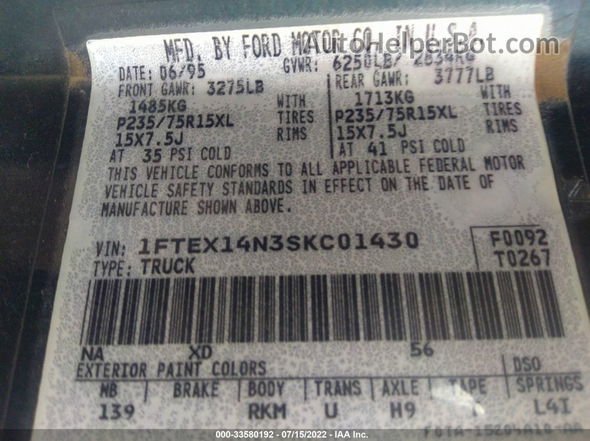 AutoHelperBot.com
MFD. BY FORD MOTOR CO. IN U.S.A.
DATE: 06/95 GVWR: 6250LB/ 2834KG
FRONT GAWR: 3275LB REAR GAWR: 3777LB
1485KG WITH 1713KG WITH
P235/75R15XL TIRES P235/75R15XL TIRES
15X7.5J RIMS 15X7.5J RIMS
AT 35 PSI COLD AT 41 PSI COLD
THIS VEHICLE CONFORMS TO ALL APPLICABLE FEDERAL MOTOR
VEHICLE SAFETY STANDARDS IN EFFECT ON THE DATE OF
MANUFACTURE SHOWN ABOVE.
VIN: 1FTEX14N3SKC01430 F0092
TYPE: TRUCK T0267
NA XD 56
EXTERIOR PAINT COLORS DSO
WB BRAKE BODY TRANS AXLE TAPE SPRINGS
139 RKM U H9 L4I
000-33580192 - 07/15/2022 - IAA Inc.